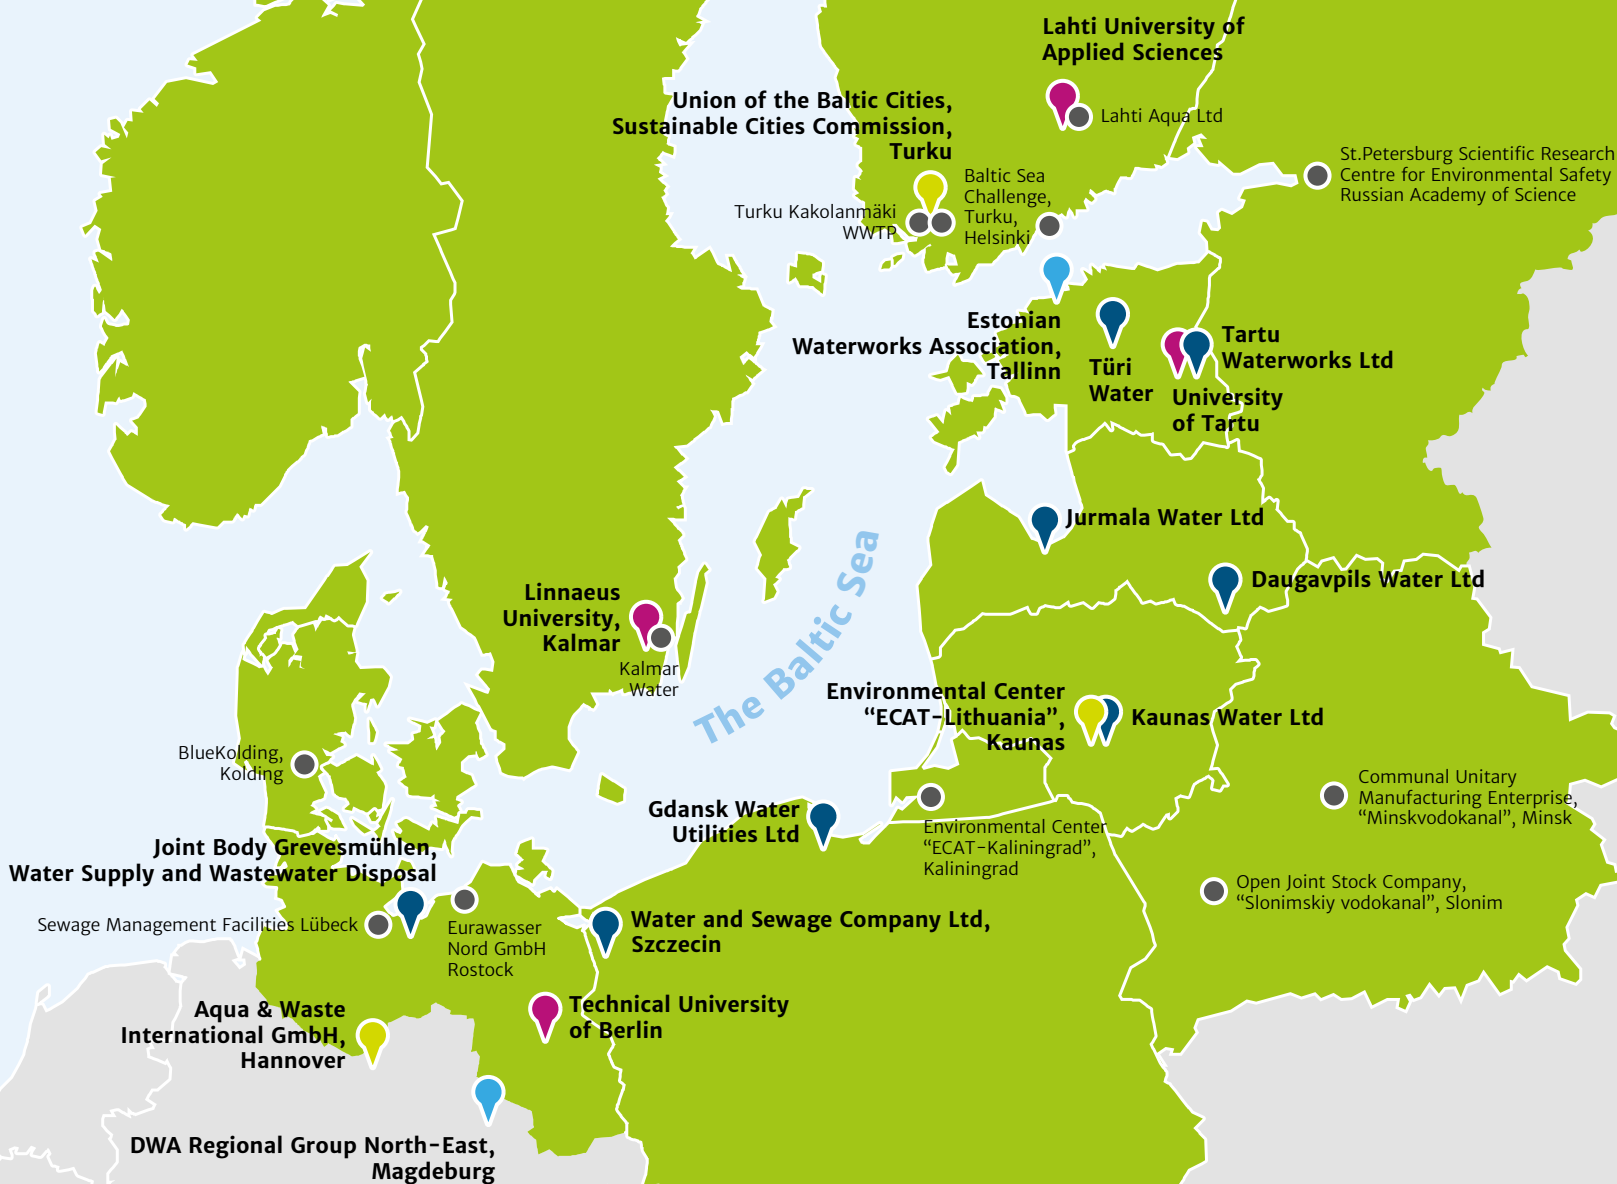 Lahti University of
Applied Sciences
Lahti Aqua Ltd
Union of the Baltic Cities,
Sustainable Cities Commission,
Turku
St.Petersburg Scientific Research
Centre for Environmental Safety
Russian Academy of Science
Baltic Sea
Challenge,
Turku,
Helsinki
Turku Kakolanmäki
WWTP
Estonian
Waterworks Association,
Tallinn
Türi
Water
Tartu
Waterworks Ltd
University
of Tartu
Jurmala Water Ltd
Daugavpils Water Ltd
The Baltic Sea
Linnaeus
University,
Kalmar
Kalmar
Water
Environmental Center
“ECAT-Lithuania”,
Kaunas
Kaunas Water Ltd
BlueKolding,
Kolding
Gdansk Water
Utilities Ltd
Environmental Center
“ECAT-Kaliningrad”,
Kaliningrad
Communal Unitary
Manufacturing Enterprise,
“Minskvodokanal”, Minsk
Joint Body Grevesmühlen,
Water Supply and Wastewater Disposal
Open Joint Stock Company,
“Slonimskiy vodokanal”, Slonim
Sewage Management Facilities Lübeck
Eurawasser
Nord GmbH
Rostock
Water and Sewage Company Ltd,
Szczecin
Aqua & Waste
International GmbH,
Hannover
Technical University
of Berlin
DWA Regional Group North-East,
Magdeburg